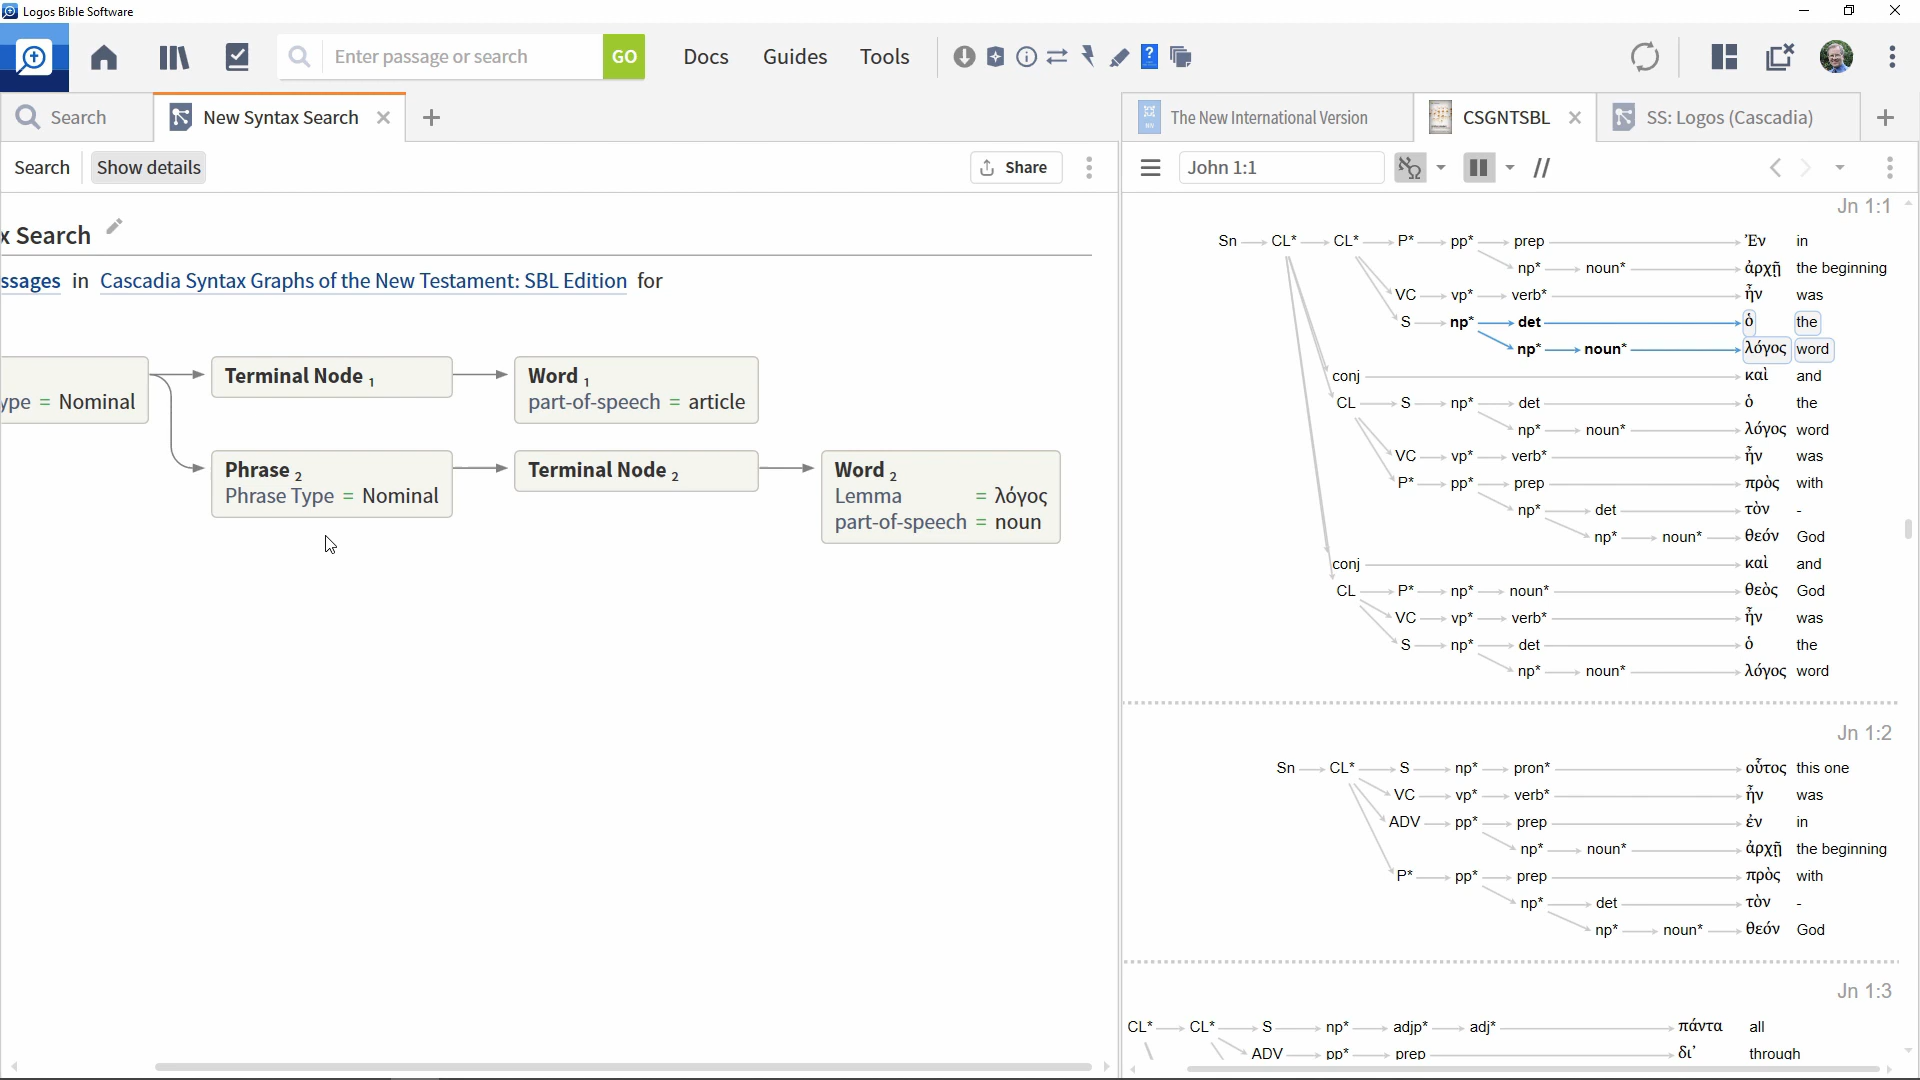 Logos Bible Software
Enter passage or search
GO
Docs
Guides
Tools
Search
New Syntax Search
Search
Show details
Share
x Search
ssages in Cascadia Syntax Graphs of the New Testament: SBL Edition for
ype = Nominal
Terminal Node 1
Word 1
part-of-speech = article
Phrase 2
Phrase Type = Nominal
Terminal Node 2
Word 2
Lemma = λόγος
part-of-speech = noun
The New International Version
CSGNTSBL
SS: Logos (Cascadia)
John 1:1
Jn 1:1
Sn CL* CL* P* pp* prep Ἐν in
np* noun* ἀρχῇ the beginning
VC vp* verb* ἦν was
S np* det ὁ the
np* noun* λόγος word
conj καὶ and
CL S np* det ὁ the
np* noun* λόγος word
VC vp* verb* ἦν was
P* pp* prep πρὸς with
np* det τὸν -
np* noun* θεόν God
conj καὶ and
CL P* np* noun* θεὸς God
VC vp* verb* ἦν was
S np* det ὁ the
np* noun* λόγος word
Jn 1:2
Sn CL* S np* pron* οὗτος this one
VC vp* verb* ἦν was
ADV pp* prep ἐν in
np* noun* ἀρχῇ the beginning
P* pp* prep πρὸς with
np* det τὸν -
np* noun* θεόν God
Jn 1:3
CL* CL* S np* adjp* adj* πάντα all
ADV pp* prep δι’ through